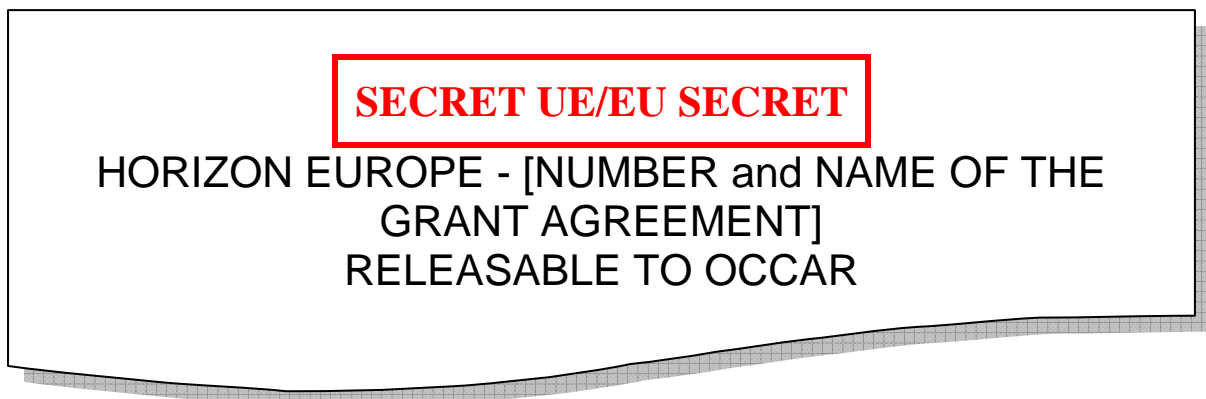 SECRET UE/EU SECRET
HORIZON EUROPE - [NUMBER and NAME OF THE
GRANT AGREEMENT]
RELEASABLE TO OCCAR